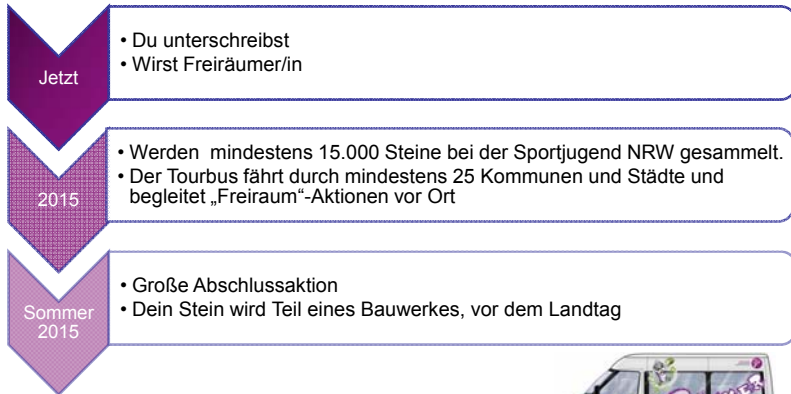 Jetzt
• Du unterschreibst
• Wirst Freiräumer/in
2015
• Werden mindestens 15.000 Steine bei der Sportjugend NRW gesammelt.
• Der Tourbus fährt durch mindestens 25 Kommunen und Städte und
begleitet „Freiraum“-Aktionen vor Ort
Sommer
2015
• Große Abschlussaktion
• Dein Stein wird Teil eines Bauwerkes, vor dem Landtag